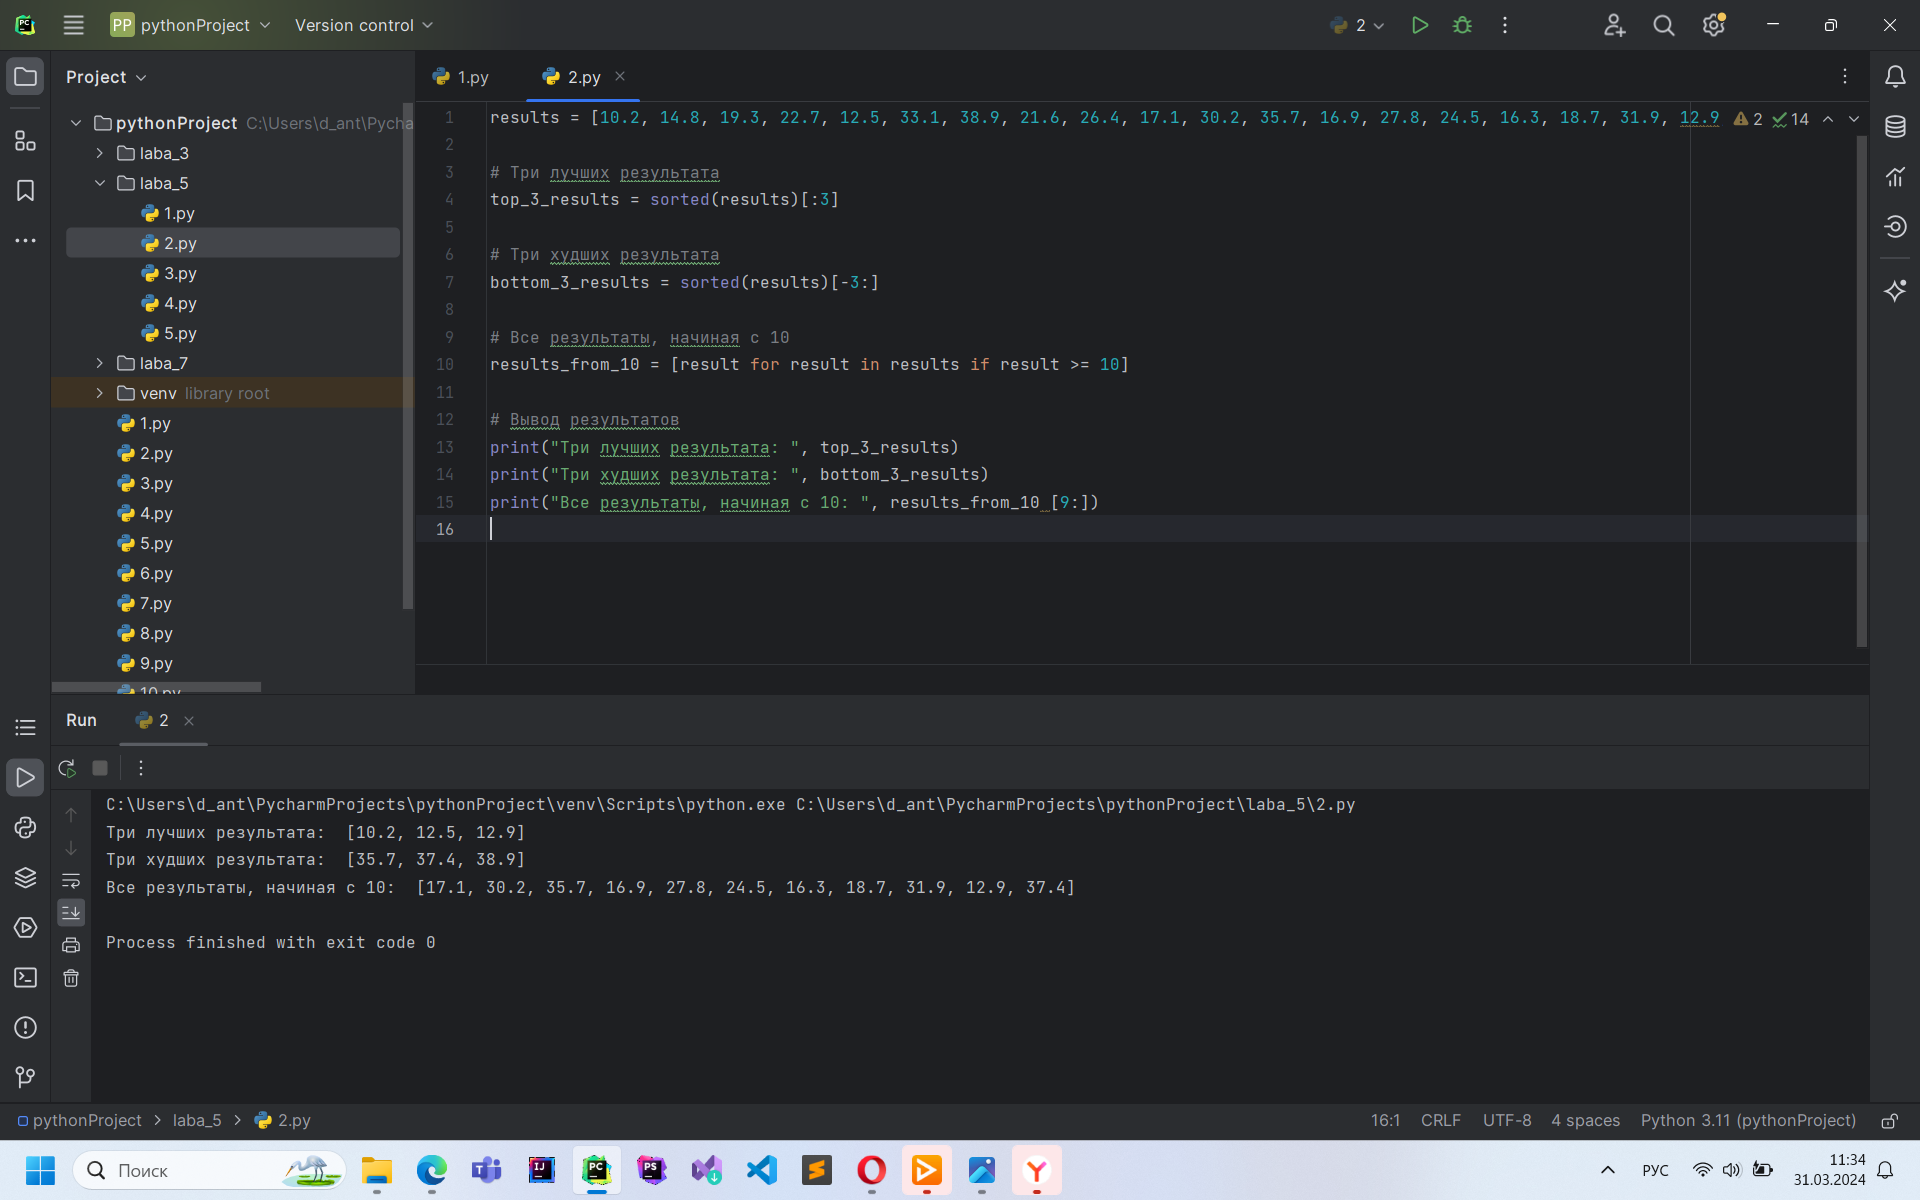 PP pythonProject Version control 2
Project
pythonProject C:\Users\d_ant\Pycha
laba_3
laba_5
1.py
2.py
3.py
4.py
5.py
laba_7
venv library root
1.py
2.py
3.py
4.py
5.py
6.py
7.py
8.py
9.py
10.py
1.py 2.py
1 results = [10.2, 14.8, 19.3, 22.7, 12.5, 33.1, 38.9, 21.6, 26.4, 17.1, 30.2, 35.7, 16.9, 27.8, 24.5, 16.3, 18.7, 31.9, 12.9 2 14
2
3 # Три лучших результата
4 top_3_results = sorted(results)[:3]
5
6 # Три худших результата
7 bottom_3_results = sorted(results)[-3:]
8
9 # Все результаты, начиная с 10
10 results_from_10 = [result for result in results if result >= 10]
11
12 # Вывод результатов
13 print("Три лучших результата: ", top_3_results)
14 print("Три худших результата: ", bottom_3_results)
15 print("Все результаты, начиная с 10: ", results_from_10 [9:])
16
Run 2
C:\Users\d_ant\PycharmProjects\pythonProject\venv\Scripts\python.exe C:\Users\d_ant\PycharmProjects\pythonProject\laba_5\2.py
Три лучших результата:  [10.2, 12.5, 12.9]
Три худших результата:  [35.7, 37.4, 38.9]
Все результаты, начиная с 10:  [17.1, 30.2, 35.7, 16.9, 27.8, 24.5, 16.3, 18.7, 31.9, 12.9, 37.4]
Process finished with exit code 0
pythonProject laba_5 2.py 16:1 CRLF UTF-8 4 spaces Python 3.11 (pythonProject)
Поиск РУС 11:34
31.03.2024